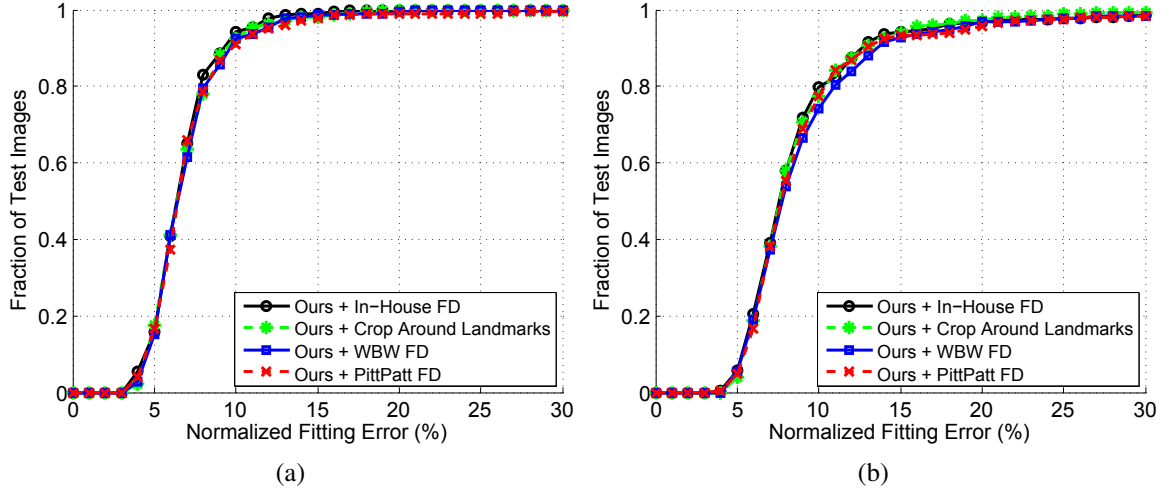 1
0.8
0.6
0.4
0.2
0
0 5 10 15 20 25 30
Fraction of Test Images
Normalized Fitting Error (%)
Ours + In−House FD
Ours + Crop Around Landmarks
Ours + WBW FD
Ours + PittPatt FD
(a)
1
0.8
0.6
0.4
0.2
0
0 5 10 15 20 25 30
Fraction of Test Images
Normalized Fitting Error (%)
Ours + In−House FD
Ours + Crop Around Landmarks
Ours + WBW FD
Ours + PittPatt FD
(b)